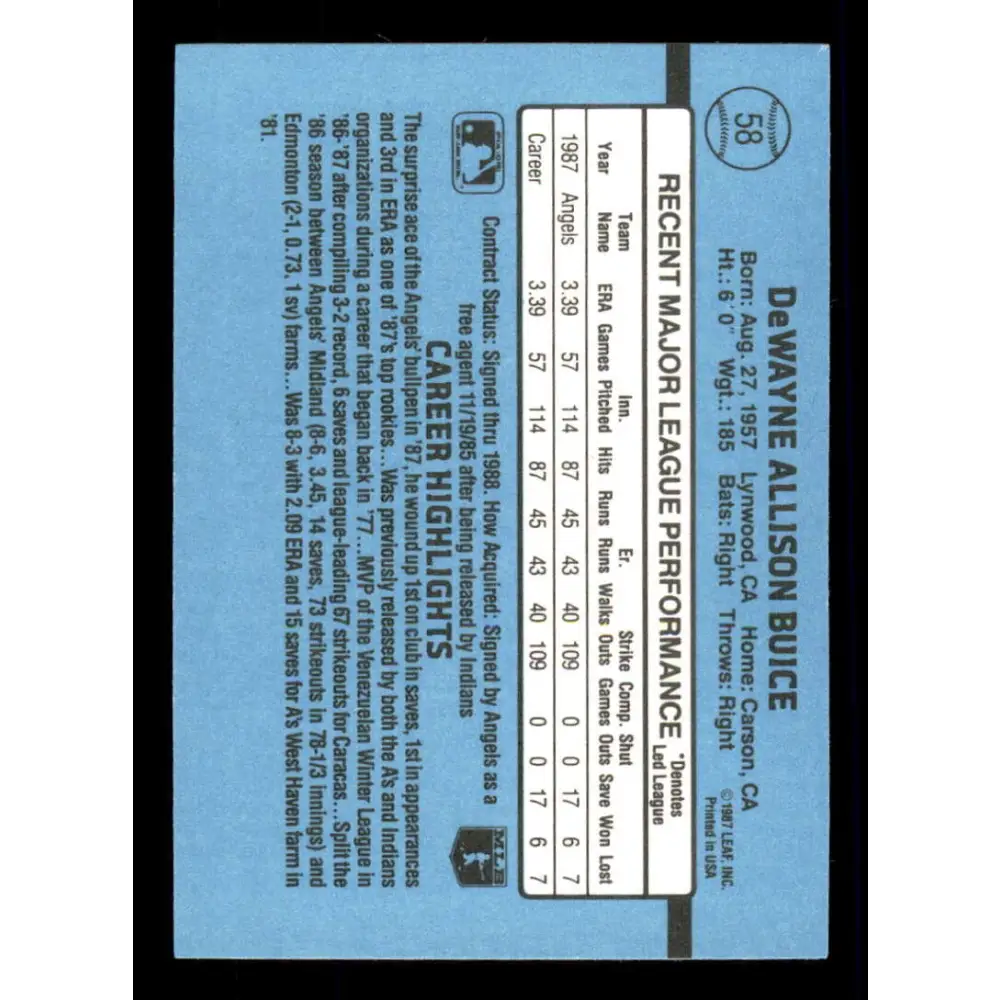 58
DeWAYNE ALLISON BUICE
Born: Aug. 27, 1957 Lynwood, CA Home: Carson, CA
Ht.: 6'0" Wgt.: 185 Bats: Right Throws: Right
©1987 LEAF, INC.
Printed in USA
RECENT MAJOR LEAGUE PERFORMANCE
*Denotes
Led League
Team Inn. Er. Strike Comp. Shut
Year Name ERA Games Pitched Hits Runs Runs Walks Outs Games Outs Save Won Lost
1987 Angels 3.39 57 114 87 45 43 40 109 0 0 17 6 7
Career 3.39 57 114 87 45 43 40 109 0 0 17 6 7
Contract Status: Signed thru 1988. How Acquired: Signed by Angels as a
free agent 11/19/85 after being released by Indians
MLB
CAREER HIGHLIGHTS
The surprise ace of the Angels' bullpen in '87, he wound up 1st on club in saves, 1st in appearances
and 3rd in ERA as one of '87's top rookies...Was previously released by both the A's and Indians
organizations during a career that began back in '77...MVP of the Venezuelan Winter League in
'86-'87 after compiling 3-2 record, 6 saves and league-leading 67 strikeouts for Caracas...Split the
'86 season between Angels' Midland (8-6, 3.45, 14 saves, 73 strikeouts in 78-1/3 innings) and
Edmonton (2-1, 0.73, 1 sv) farms...Was 8-3 with 2.09 ERA and 15 saves for A's West Haven farm in
'81.